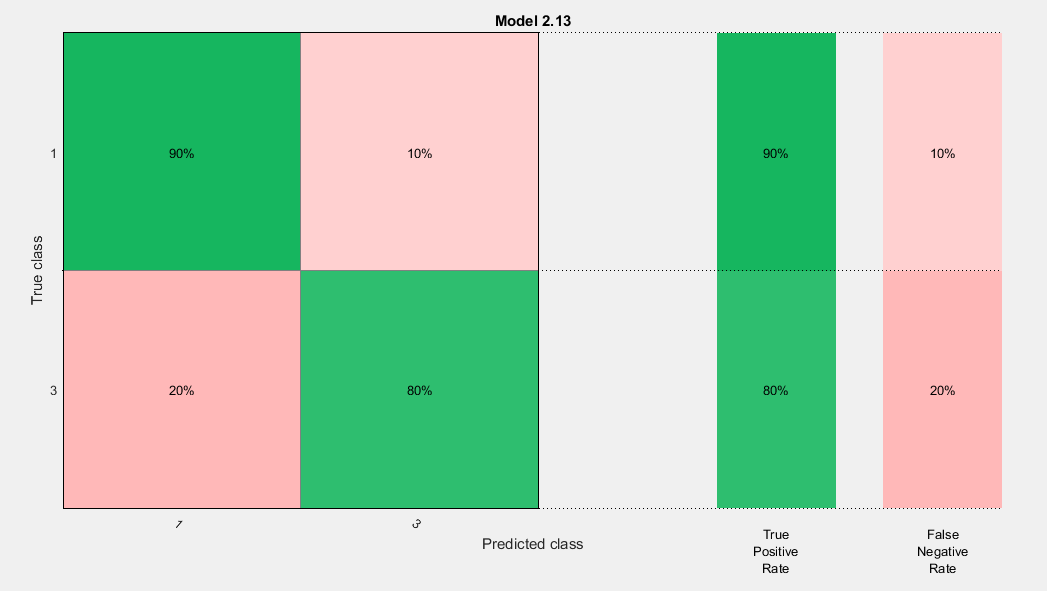 Model 2.13
1
90%
10%
90%
10%
True class
3
20%
80%
80%
20%
1
3
Predicted class
True
Positive
Rate
False
Negative
Rate